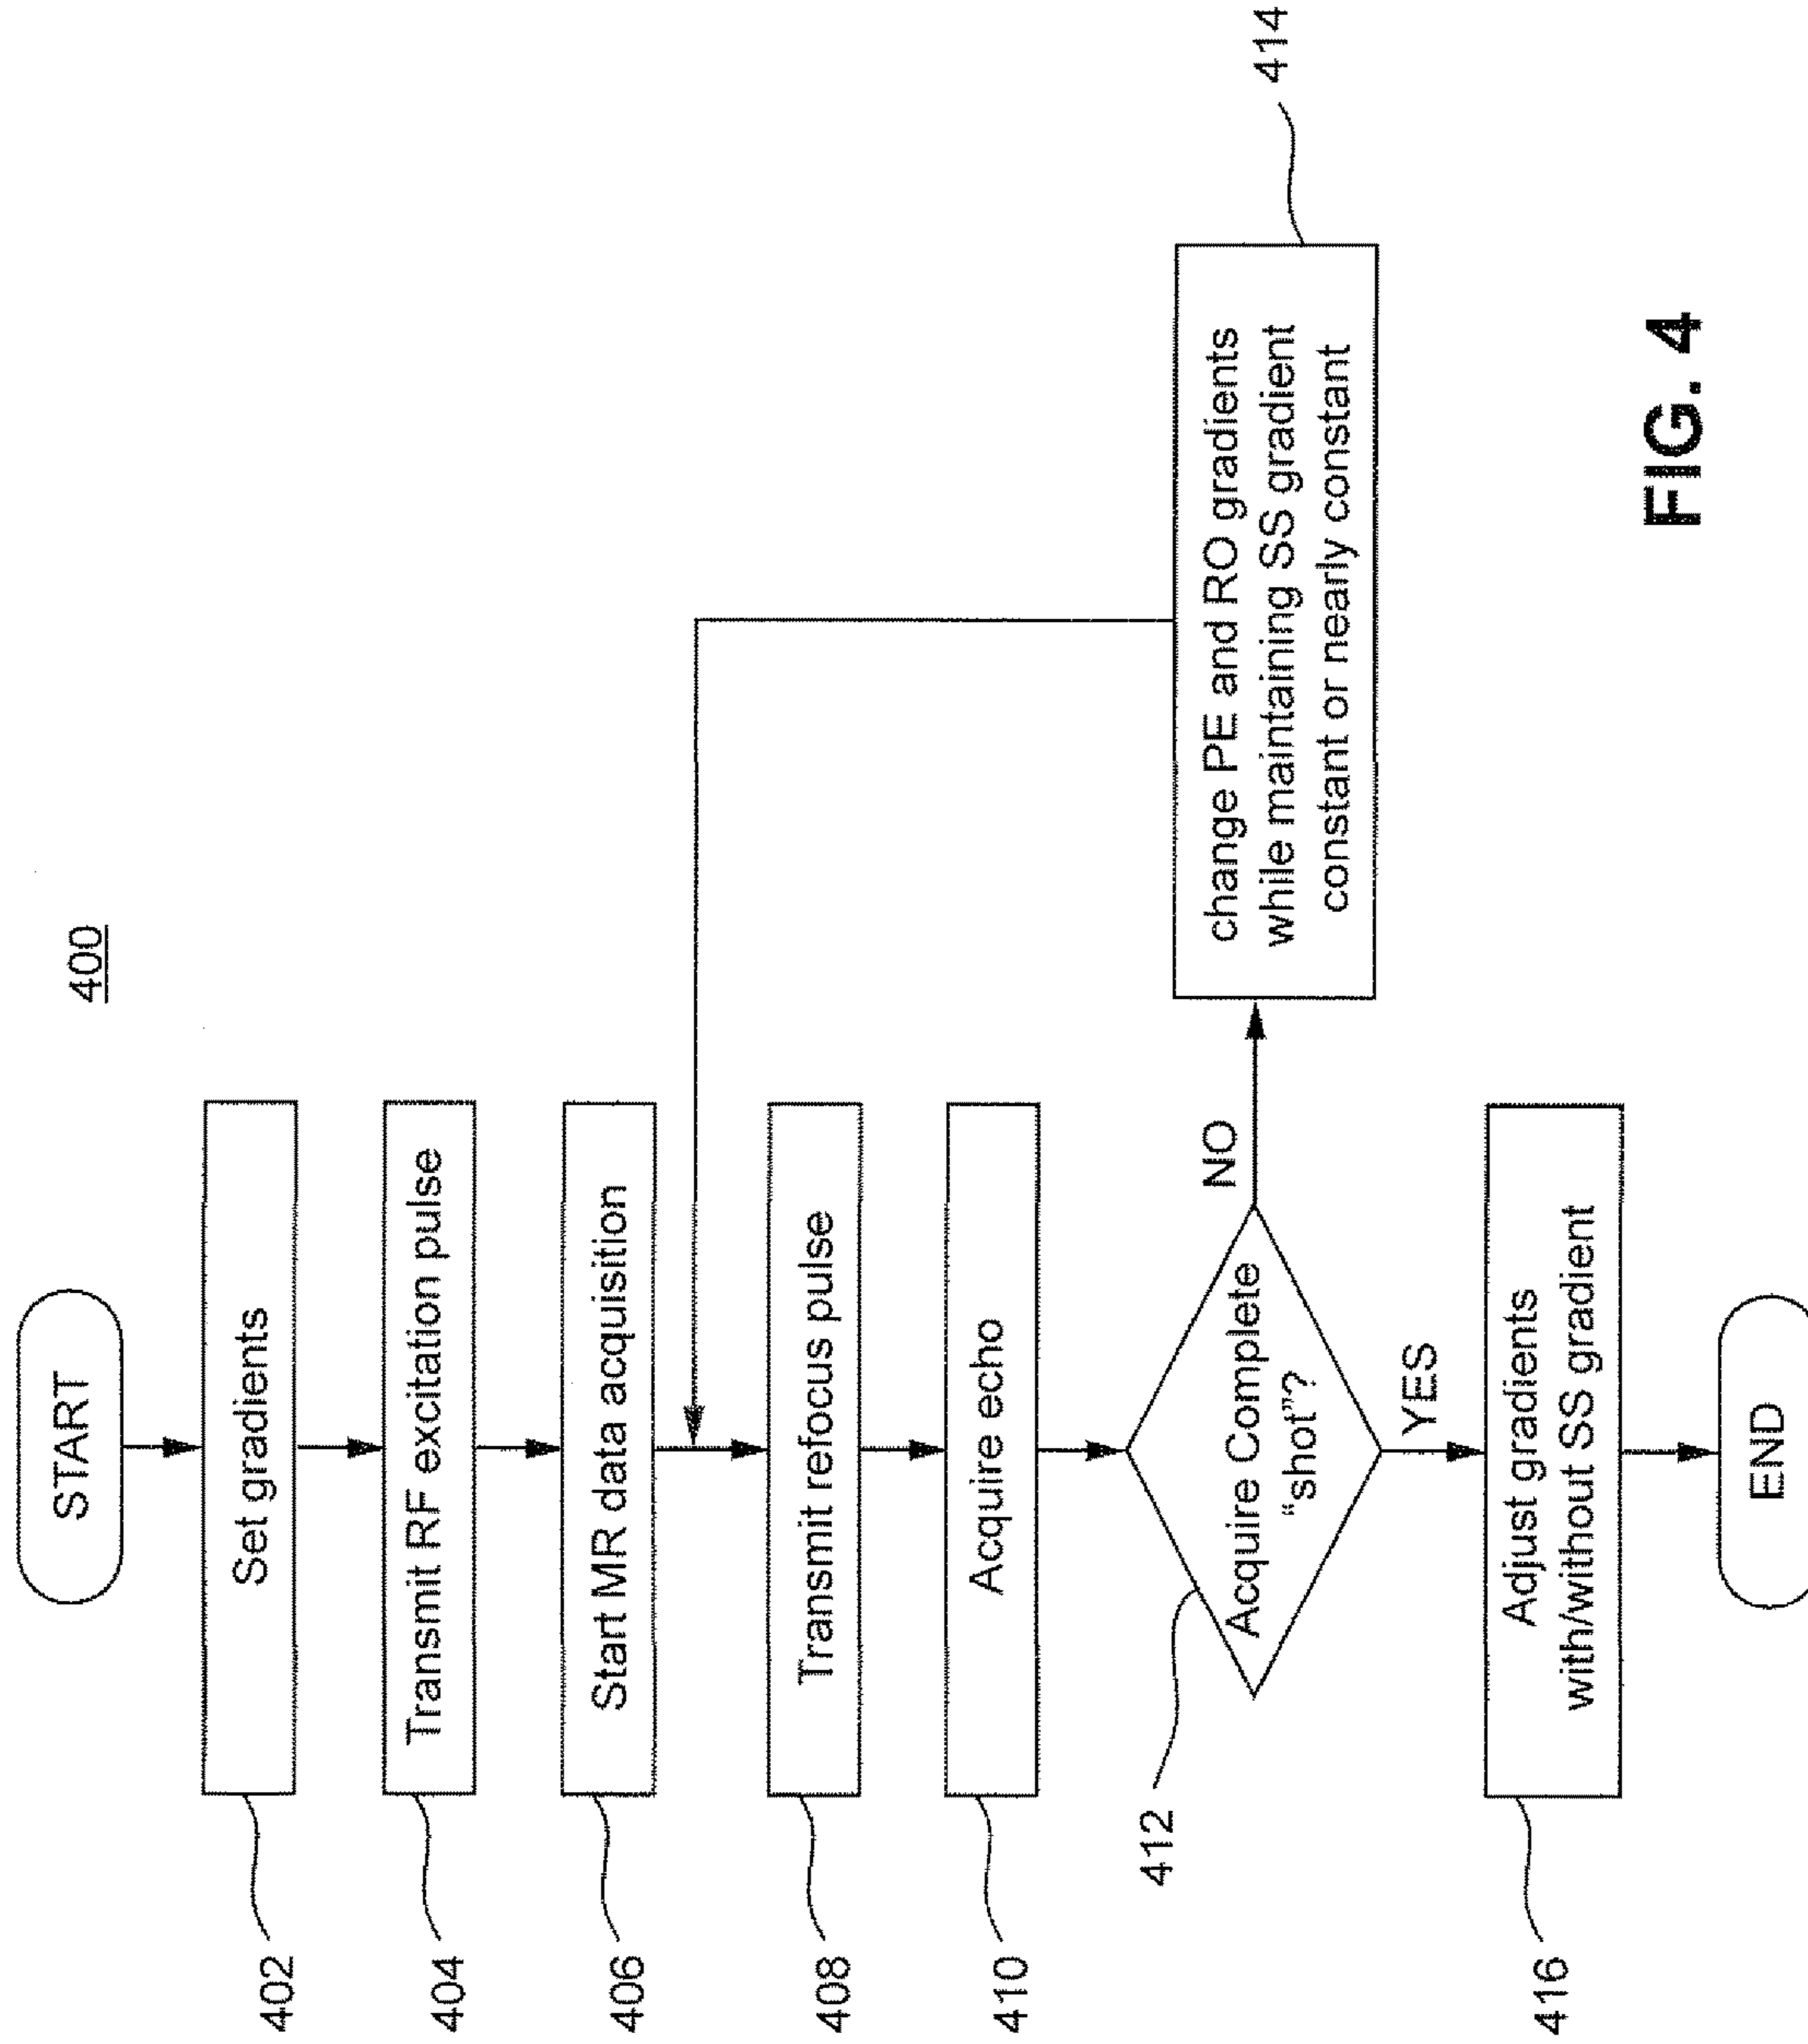 400
START
402
Set gradients
404
Transmit RF excitation pulse
406
Start MR data acquisition
408
Transmit refocus pulse
410
Acquire echo
412
Acquire Complete
“shot”?
NO
414
change PE and RO gradients
while maintaining SS gradient
constant or nearly constant
YES
416
Adjust gradients
with/without SS gradient
END
FIG. 4